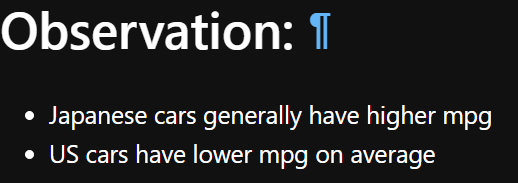 Observation: ¶
• Japanese cars generally have higher mpg
• US cars have lower mpg on average